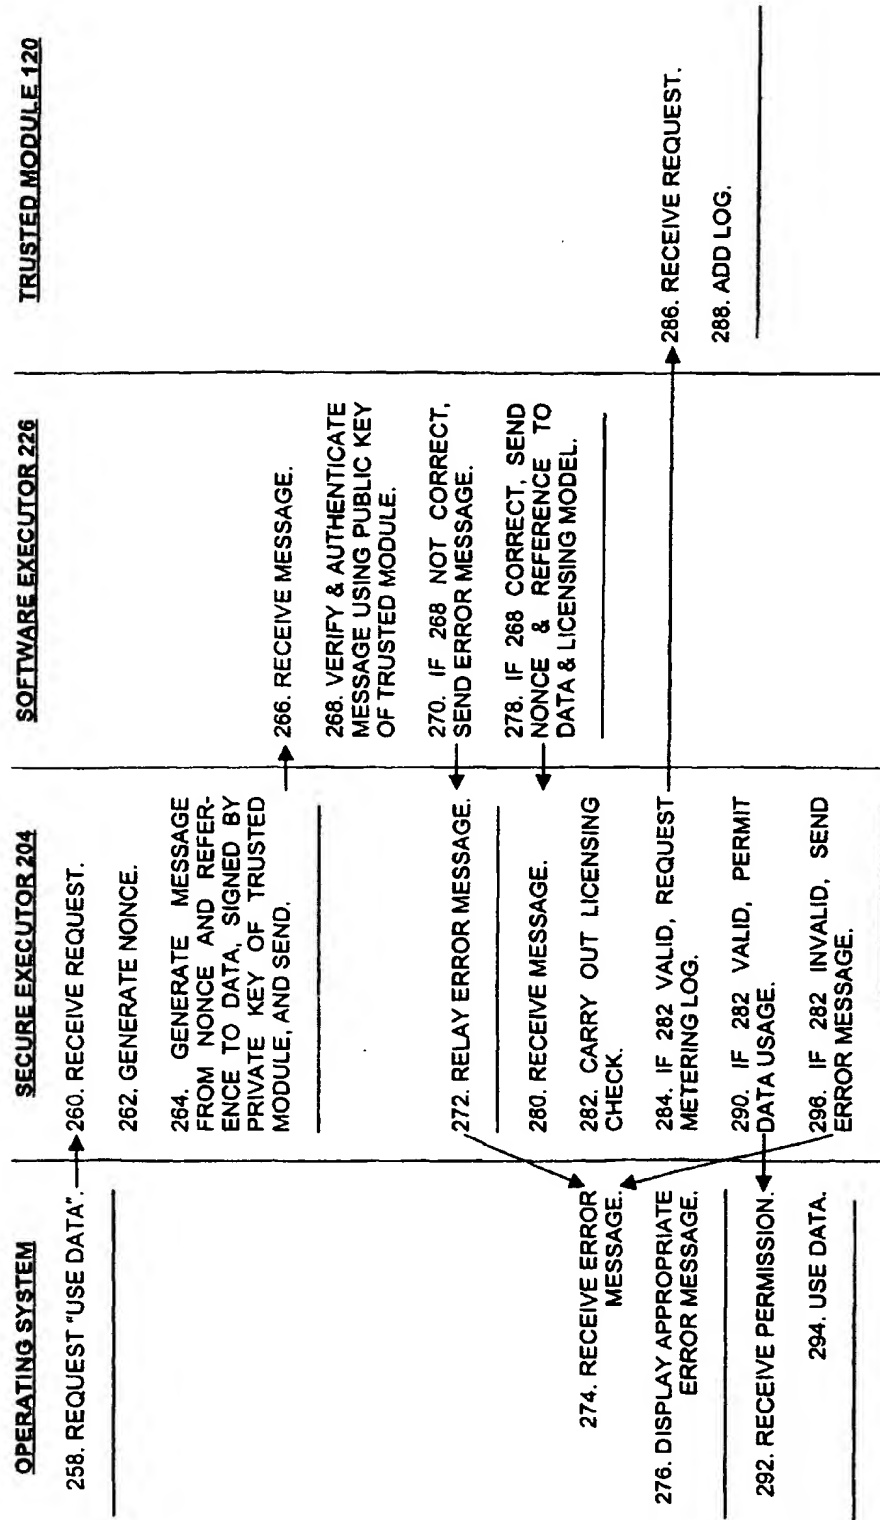 OPERATING SYSTEM
258. REQUEST "USE DATA".
274. RECEIVE ERROR
MESSAGE.
276. DISPLAY APPROPRIATE
ERROR MESSAGE.
292. RECEIVE PERMISSION.
294. USE DATA.
SECURE EXECUTOR 204
260. RECEIVE REQUEST.
262. GENERATE NONCE.
264. GENERATE MESSAGE
FROM NONCE AND REFER-
ENCE TO DATA, SIGNED BY
PRIVATE KEY OF TRUSTED
MODULE, AND SEND.
272. RELAY ERROR MESSAGE.
280. RECEIVE MESSAGE.
282. CARRY OUT LICENSING
CHECK.
284. IF 282 VALID, REQUEST
METERING LOG.
290. IF 282 VALID, PERMIT
DATA USAGE.
296. IF 282 INVALID, SEND
ERROR MESSAGE.
SOFTWARE EXECUTOR 226
266. RECEIVE MESSAGE.
268. VERIFY & AUTHENTICATE
MESSAGE USING PUBLIC KEY
OF TRUSTED MODULE.
270. IF 268 NOT CORRECT,
SEND ERROR MESSAGE.
278. IF 268 CORRECT, SEND
NONCE & REFERENCE TO
DATA & LICENSING MODEL.
TRUSTED MODULE 120
286. RECEIVE REQUEST.
288. ADD LOG.